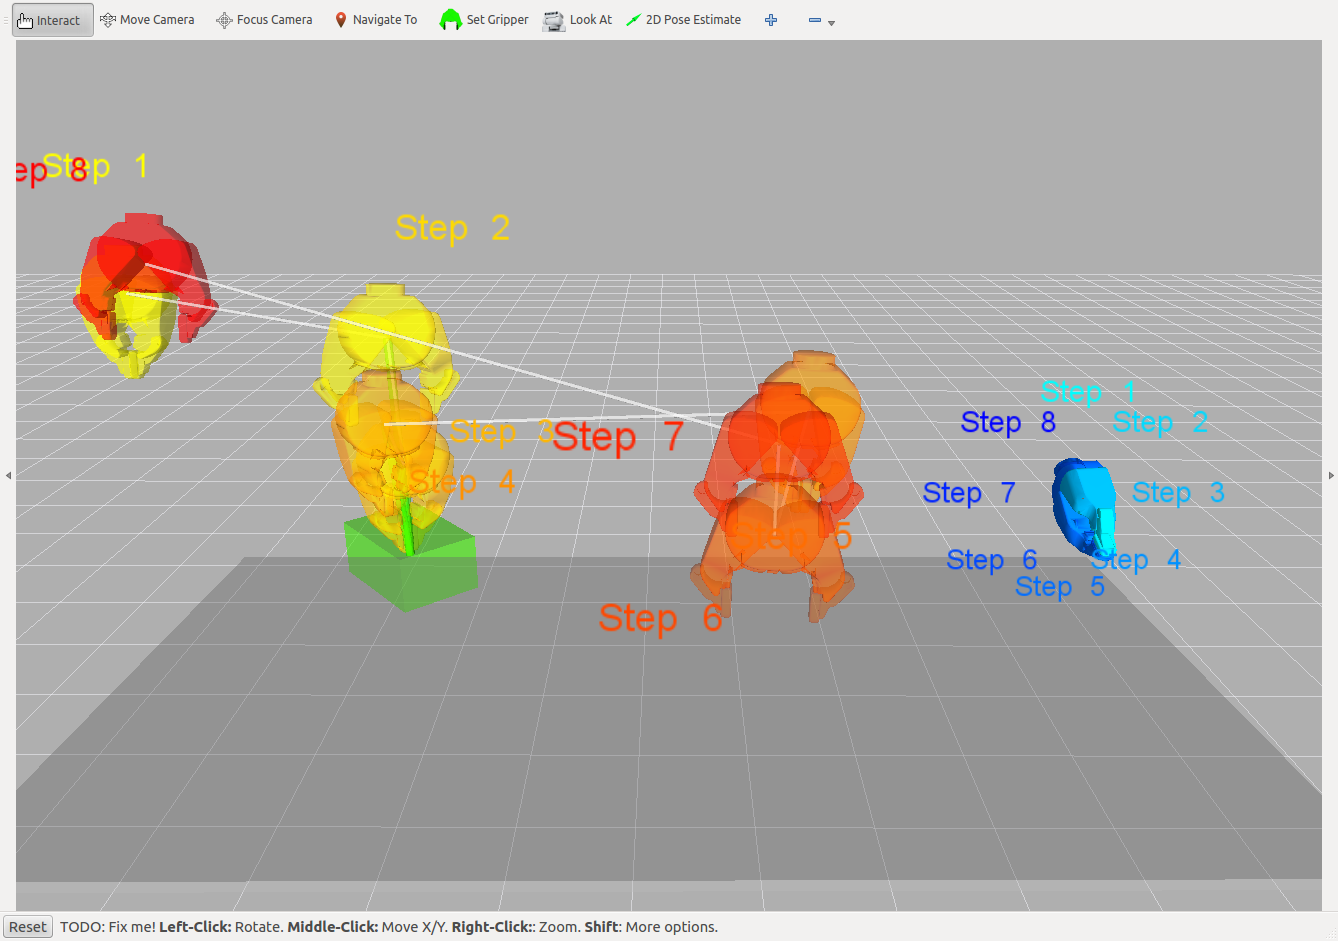 Interact Move Camera Focus Camera Navigate To Set Gripper Look At 2D Pose Estimate
ep 8 Step 1
Step 2
Step 1
Step 8 Step 2
Step 3 Step 7
Step 4
Step 7 Step 3
Step 5
Step 6 Step 4
Step 5
Step 6
Reset TODO: Fix me! Left-Click: Rotate. Middle-Click: Move X/Y. Right-Click:: Zoom. Shift: More options.